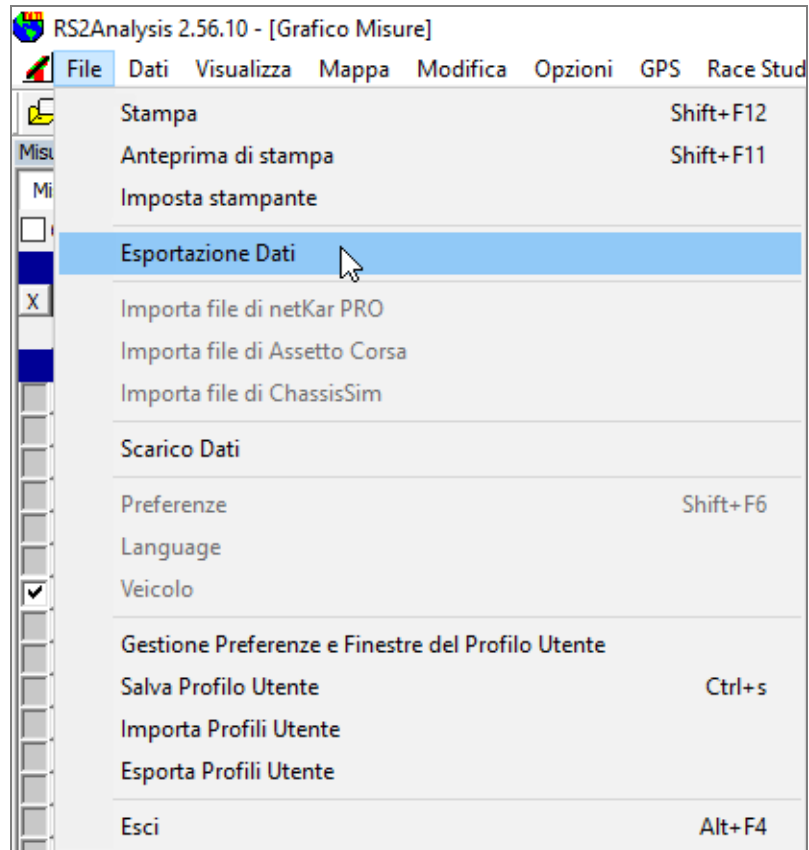 RS2Analysis 2.56.10 - [Grafico Misure]
File Dati Visualizza Mappa Modifica Opzioni GPS Race Stud
Stampa Shift+F12
Misu
Anteprima di stampa Shift+F11
Mi
Imposta stampante
Esportazione Dati
X
Importa file di netKar PRO
Importa file di Assetto Corsa
Importa file di ChassisSim
Scarico Dati
Preferenze Shift+F6
Language
Veicolo
Gestione Preferenze e Finestre del Profilo Utente
Salva Profilo Utente Ctrl+s
Importa Profili Utente
Esporta Profili Utente
Esci Alt+F4